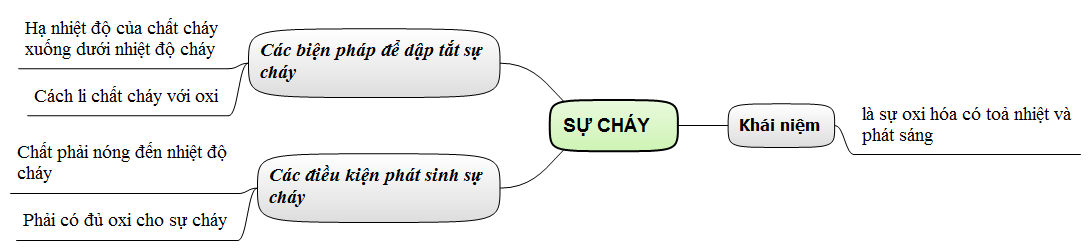 Hạ nhiệt độ của chất cháy
xuống dưới nhiệt độ cháy
Cách li chất cháy với oxi
Các biện pháp để dập tắt sự
cháy
Chất phải nóng đến nhiệt độ
cháy
Phải có đủ oxi cho sự cháy
Các điều kiện phát sinh sự
cháy
SỰ CHÁY
Khái niệm
là sự oxi hóa có toả nhiệt và
phát sáng